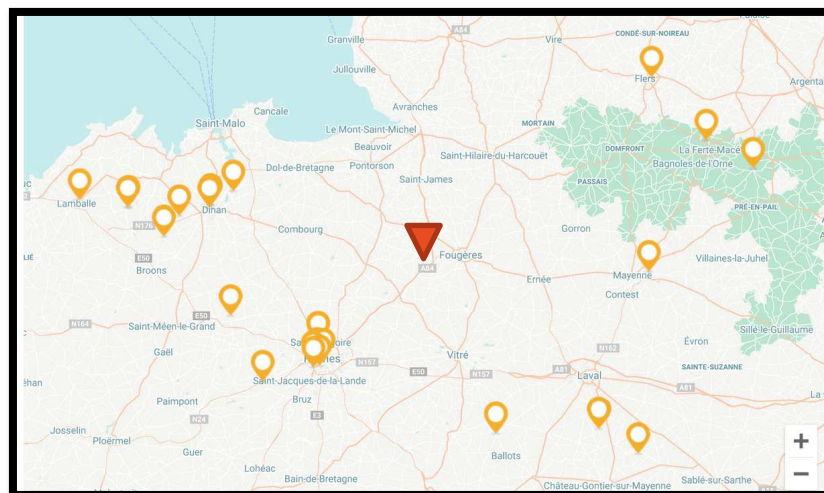 A84
CONDÉ-SUR-NOIREAU
Granville
Vire
Jullouville
Flers
Argenta
Cancale
Avranches
Saint-Malo
MORTAIN
Le Mont-Saint-Michel
Beauvoir
DOMFRONT
La Ferté-Macé
Saint-Hilaire-du-Harcouët
Dol-de-Bretagne
Pontorson
Bagnoles-de-l'Orne
Saint-James
PASSAIS
Lamballe
Dinan
PRÉ-EN-PAIL
N176
Combourg
Gorron
Fougères
E50
Villaines-la-Juhel
A84
Broons
Mayenne
Ernée
Contest
E50
N164
Saint-Méen-le-Grand
Sillé-le-Guillaume
Évron
Gaël
Vitré
N162
N157
SAINTE-SUZANNE
E50
N157
A81
Laval
Saint-Jacques-de-la-Lande
A81
Paimpont
Bruz
E3
N24
Josselin
Ploërmel
Guer
Ballots
Lohéac
Bain-de-Bretagne
Château-Gontier-sur-Mayenne
Sablé-sur-Sarthe
+
−